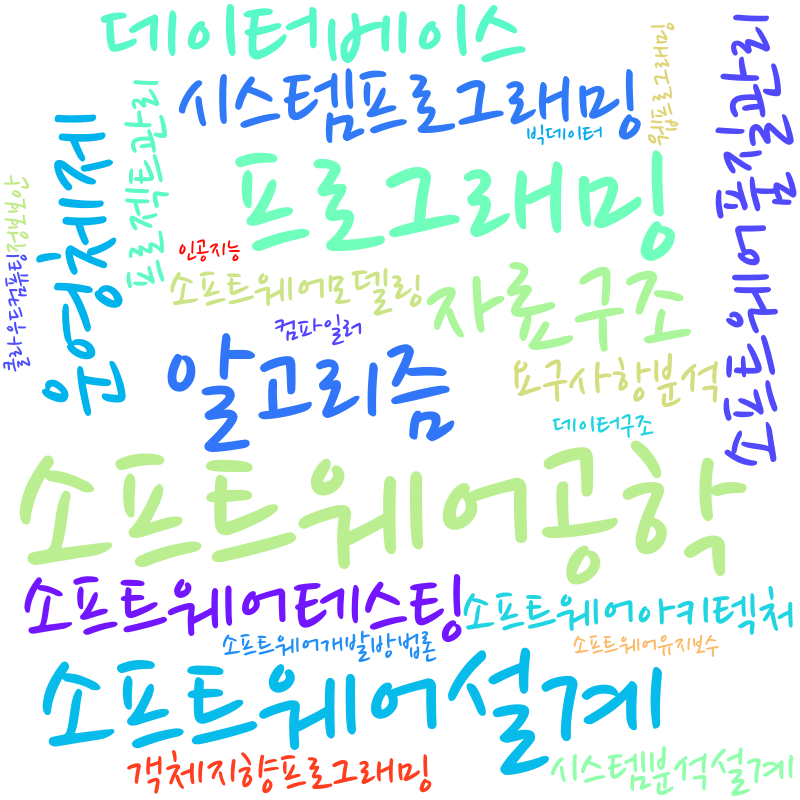 데이터베이스
시스템프로그래밍
웹프로그래밍
빅데이터
소프트웨어품질관리
프로젝트관리
운영체제
프로그래밍
정보보안
클라우드컴퓨팅
인공지능
소프트웨어모델링
자료구조
컴파일러
알고리즘
요구사항분석
데이터구조
소프트웨어공학
소프트웨어테스팅
소프트웨어아키텍처
소프트웨어개발방법론
소프트웨어유지보수
소프트웨어설계
객체지향프로그래밍
시스템분석설계